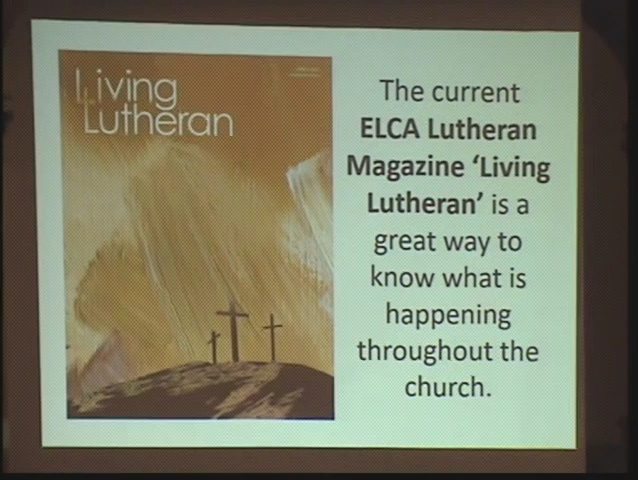 Living
Lutheran
The current
ELCA Lutheran
Magazine ‘Living
Lutheran’ is a
great way to
know what is
happening
throughout the
church.